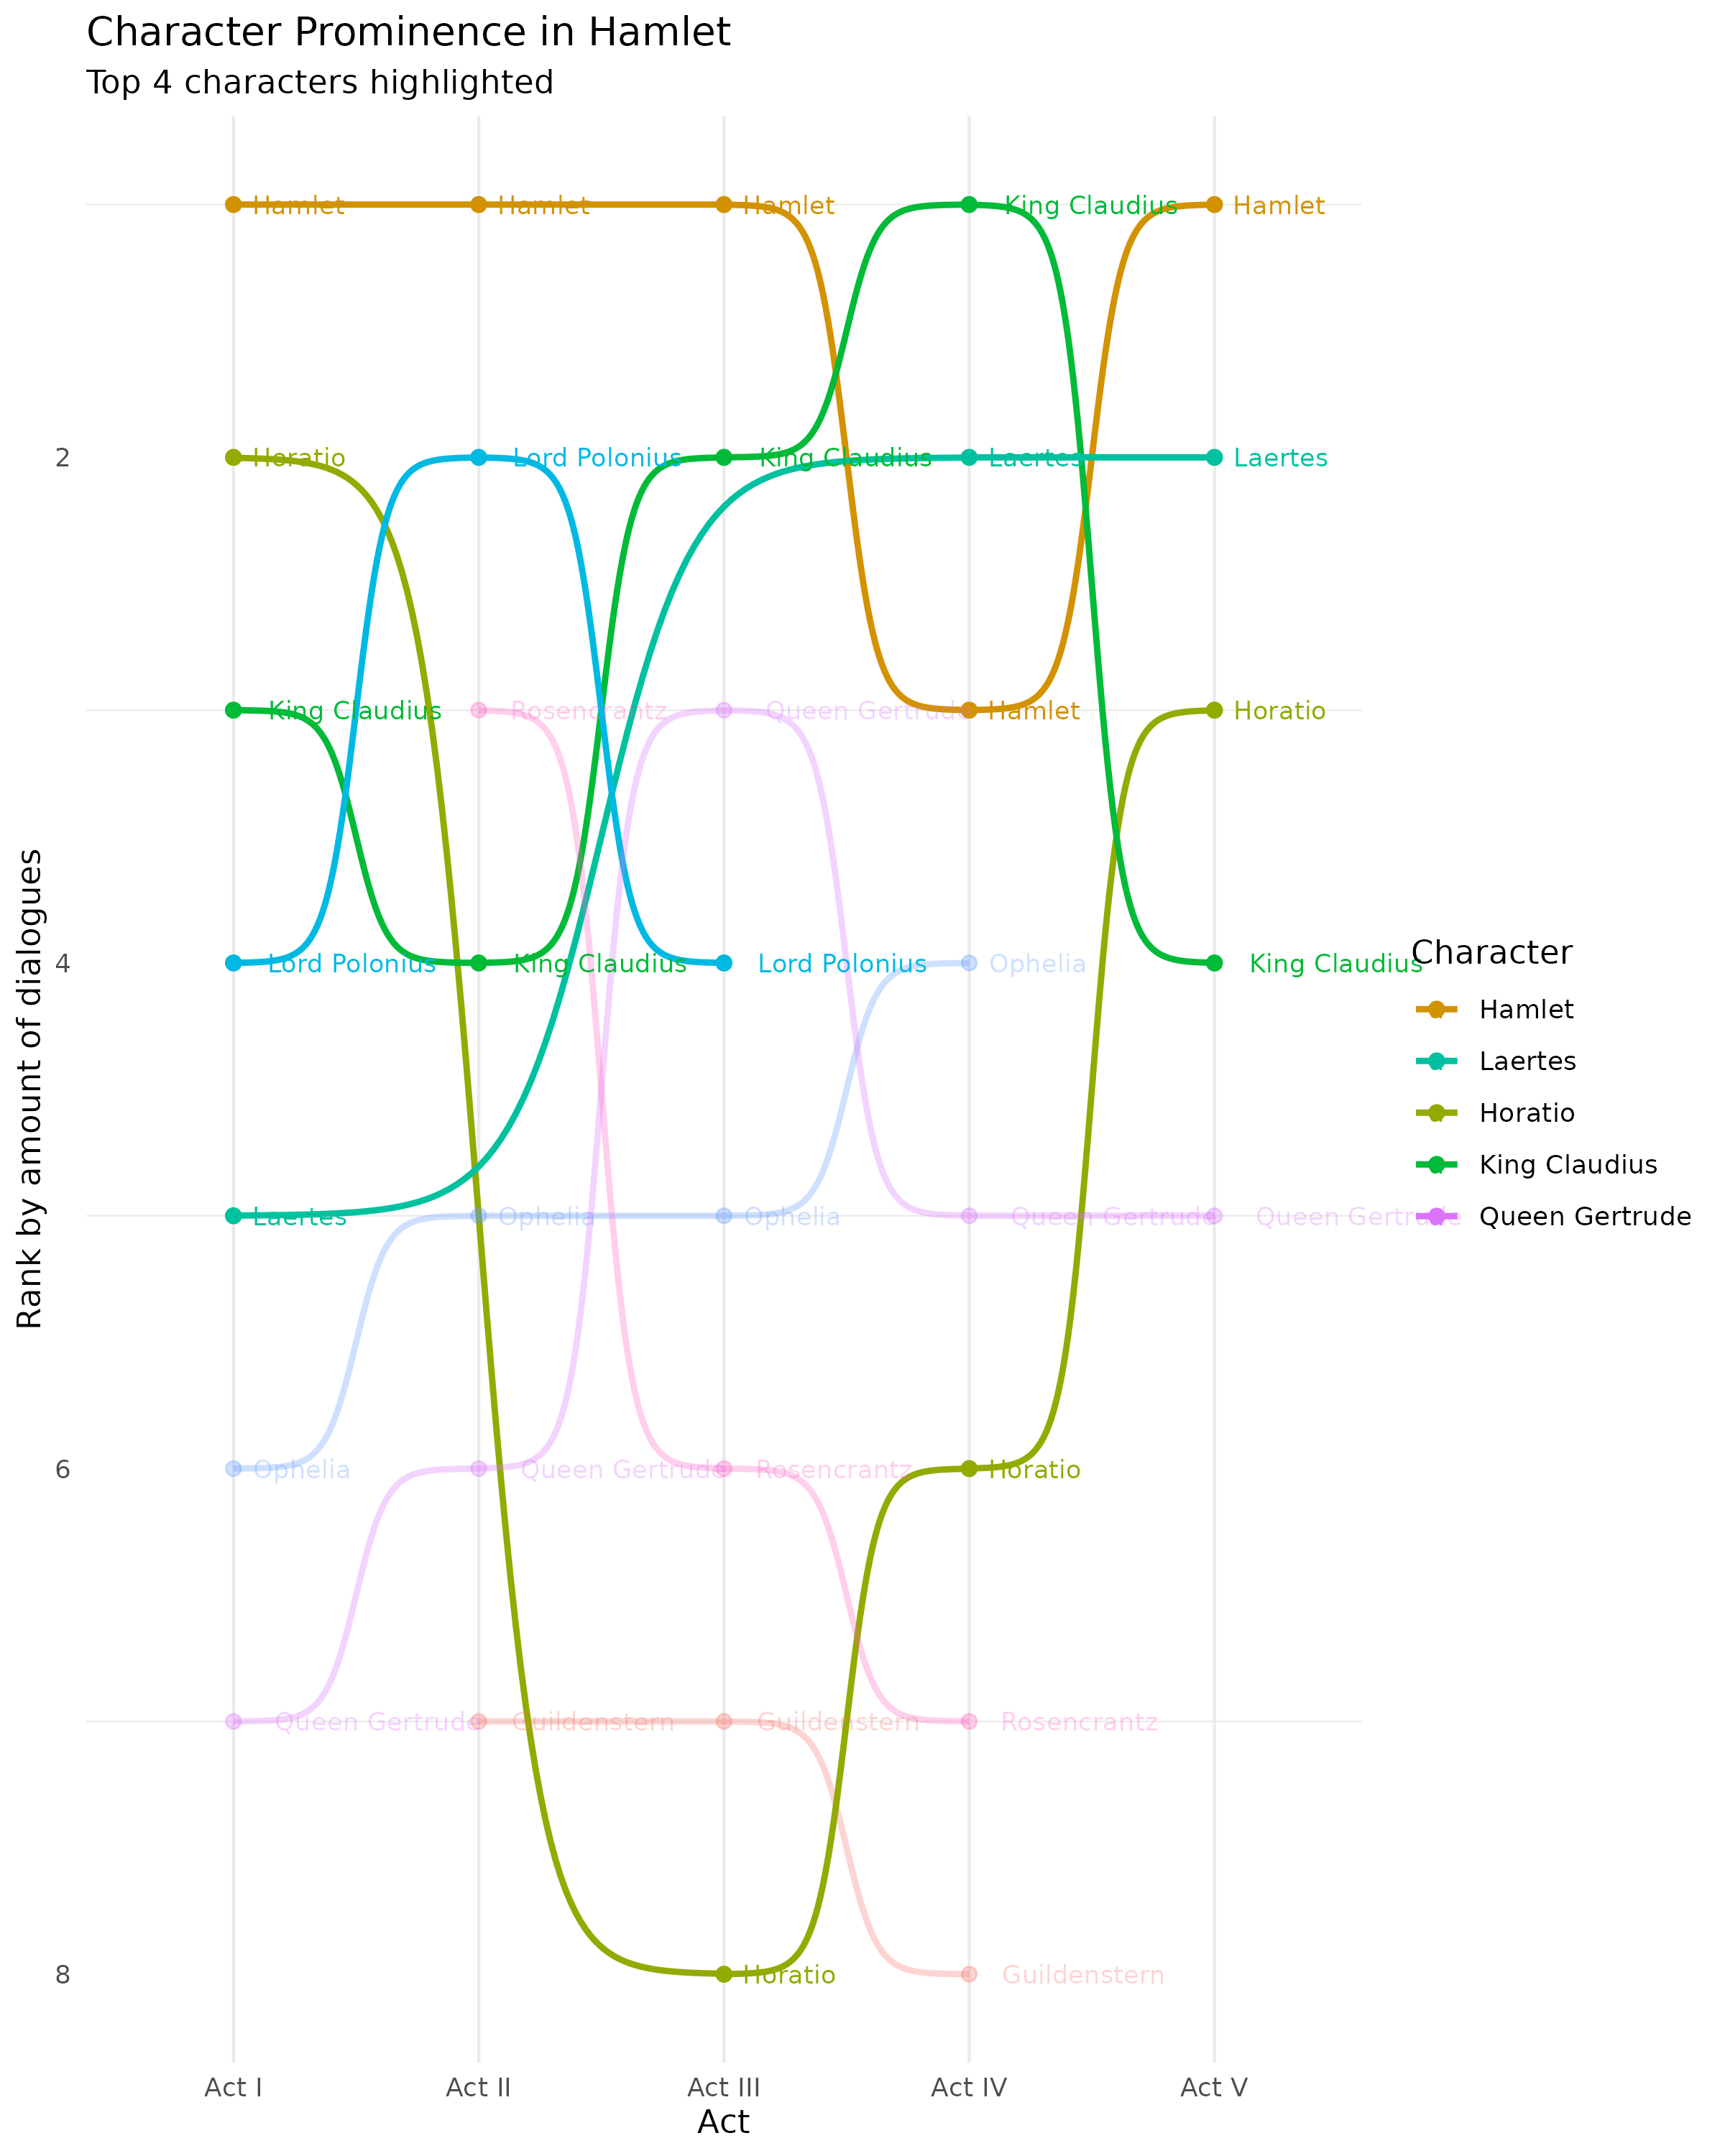 Character Prominence in Hamlet
Top 4 characters highlighted
Hamlet
Hamlet
Hamlet
King Claudius
Hamlet
2
Horatio
Lord Polonius
King Claudius
Laertes
Laertes
King Claudius
Rosencrantz
Queen Gertrude
Hamlet
Horatio
4
Lord Polonius
King Claudius
Lord Polonius
Ophelia
King Claudius
Laertes
Ophelia
Ophelia
Queen Gertrude
Queen Gertrude
6
Ophelia
Queen Gertrude
Rosencrantz
Horatio
Queen Gertrude
Guildenstern
Guildenstern
Rosencrantz
8
Horatio
Guildenstern
Act I
Act II
Act III
Act IV
Act V
Act
Rank by amount of dialogues
Character
Hamlet
Laertes
Horatio
King Claudius
Queen Gertrude